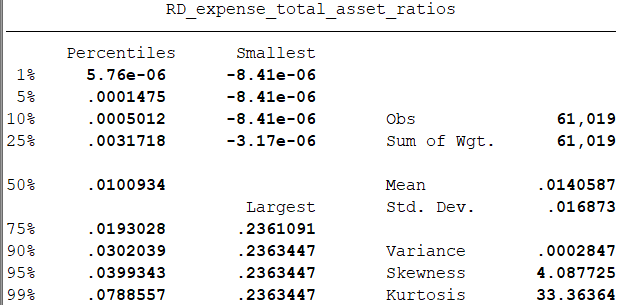 RD_expense_total_asset_ratios
Percentiles Smallest
1% 5.76e-06 -8.41e-06
5% .0001475 -8.41e-06
10% .0005012 -8.41e-06 Obs 61,019
25% .0031718 -3.17e-06 Sum of Wgt. 61,019
50% .0100934 Mean .0140587
Largest Std. Dev. .016873
75% .0193028 .2361091
90% .0302039 .2363447 Variance .0002847
95% .0399343 .2363447 Skewness 4.087725
99% .0788557 .2363447 Kurtosis 33.36364